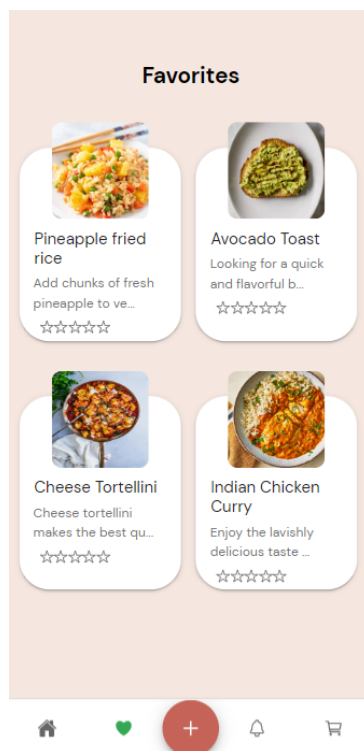 Favorites
Pineapple fried
rice
Add chunks of fresh
pineapple to ve...
Avocado Toast
Looking for a quick
and flavorful b...
Cheese Tortellini
Cheese tortellini
makes the best qu...
Indian Chicken
Curry
Enjoy the lavishly
delicious taste ...